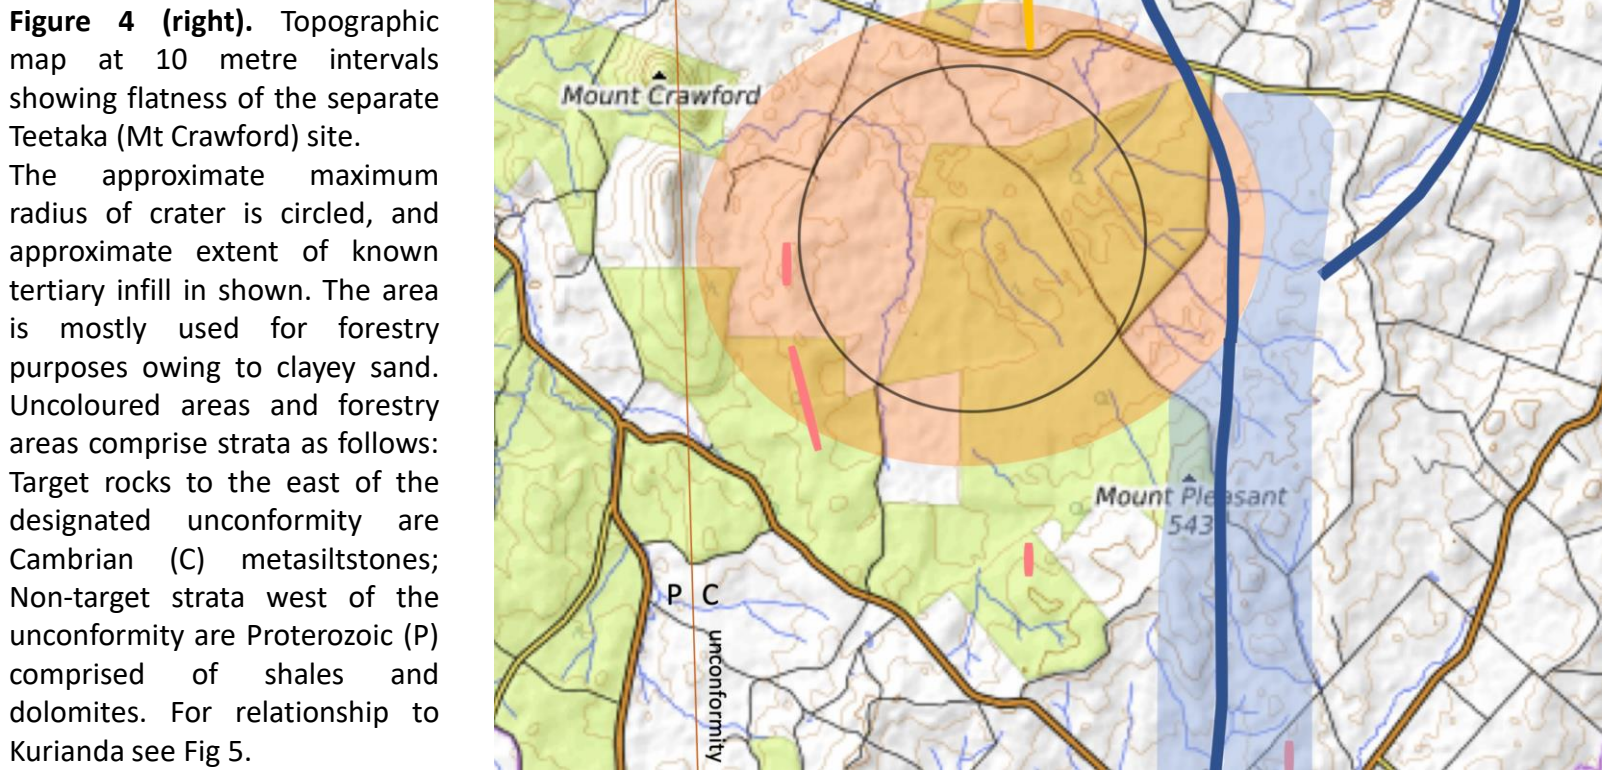 Figure 4 (right). Topographic
map at 10 metre intervals
showing flatness of the separate
Teetaka (Mt Crawford) site.
The approximate maximum
radius of crater is circled, and
approximate extent of known
tertiary infill in shown. The area
is mostly used for forestry
purposes owing to clayey sand.
Uncoloured areas and forestry
areas comprise strata as follows:
Target rocks to the east of the
designated unconformity are
Cambrian (C) metasiltstones;
Non-target strata west of the
unconformity are Proterozoic (P)
comprised of shales and
dolomites. For relationship to
Kurianda see Fig 5.
Mount Crawford
Mount Pleasant
543
P C
unconformity